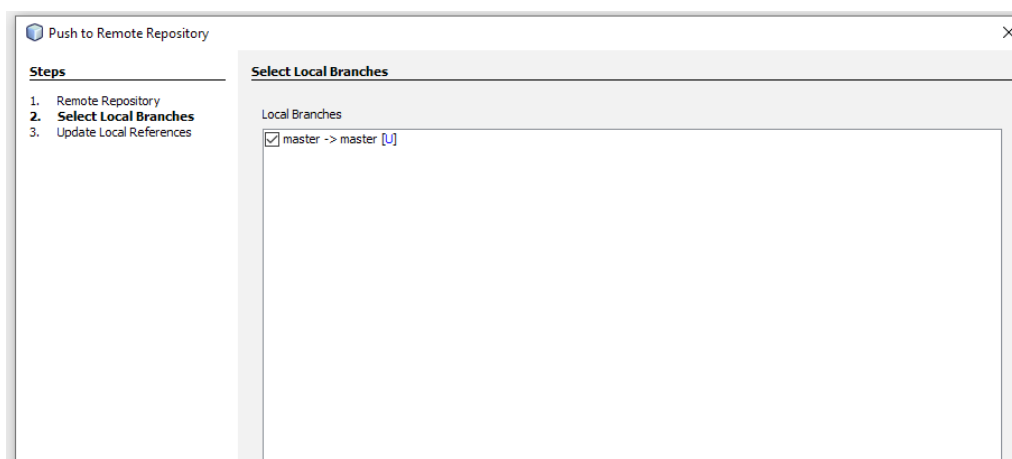 Push to Remote Repository
Steps
1. Remote Repository
2. Select Local Branches
3. Update Local References
Select Local Branches
Local Branches
master -> master [U]